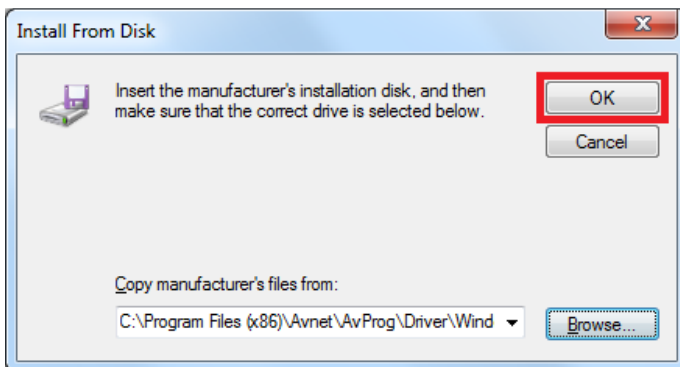 Install From Disk
Insert the manufacturer's installation disk, and then
make sure that the correct drive is selected below.
OK
Cancel
Copy manufacturer's files from:
C:\Program Files (x86)\Avnet\AvProg\Driver\Wind
Browse...